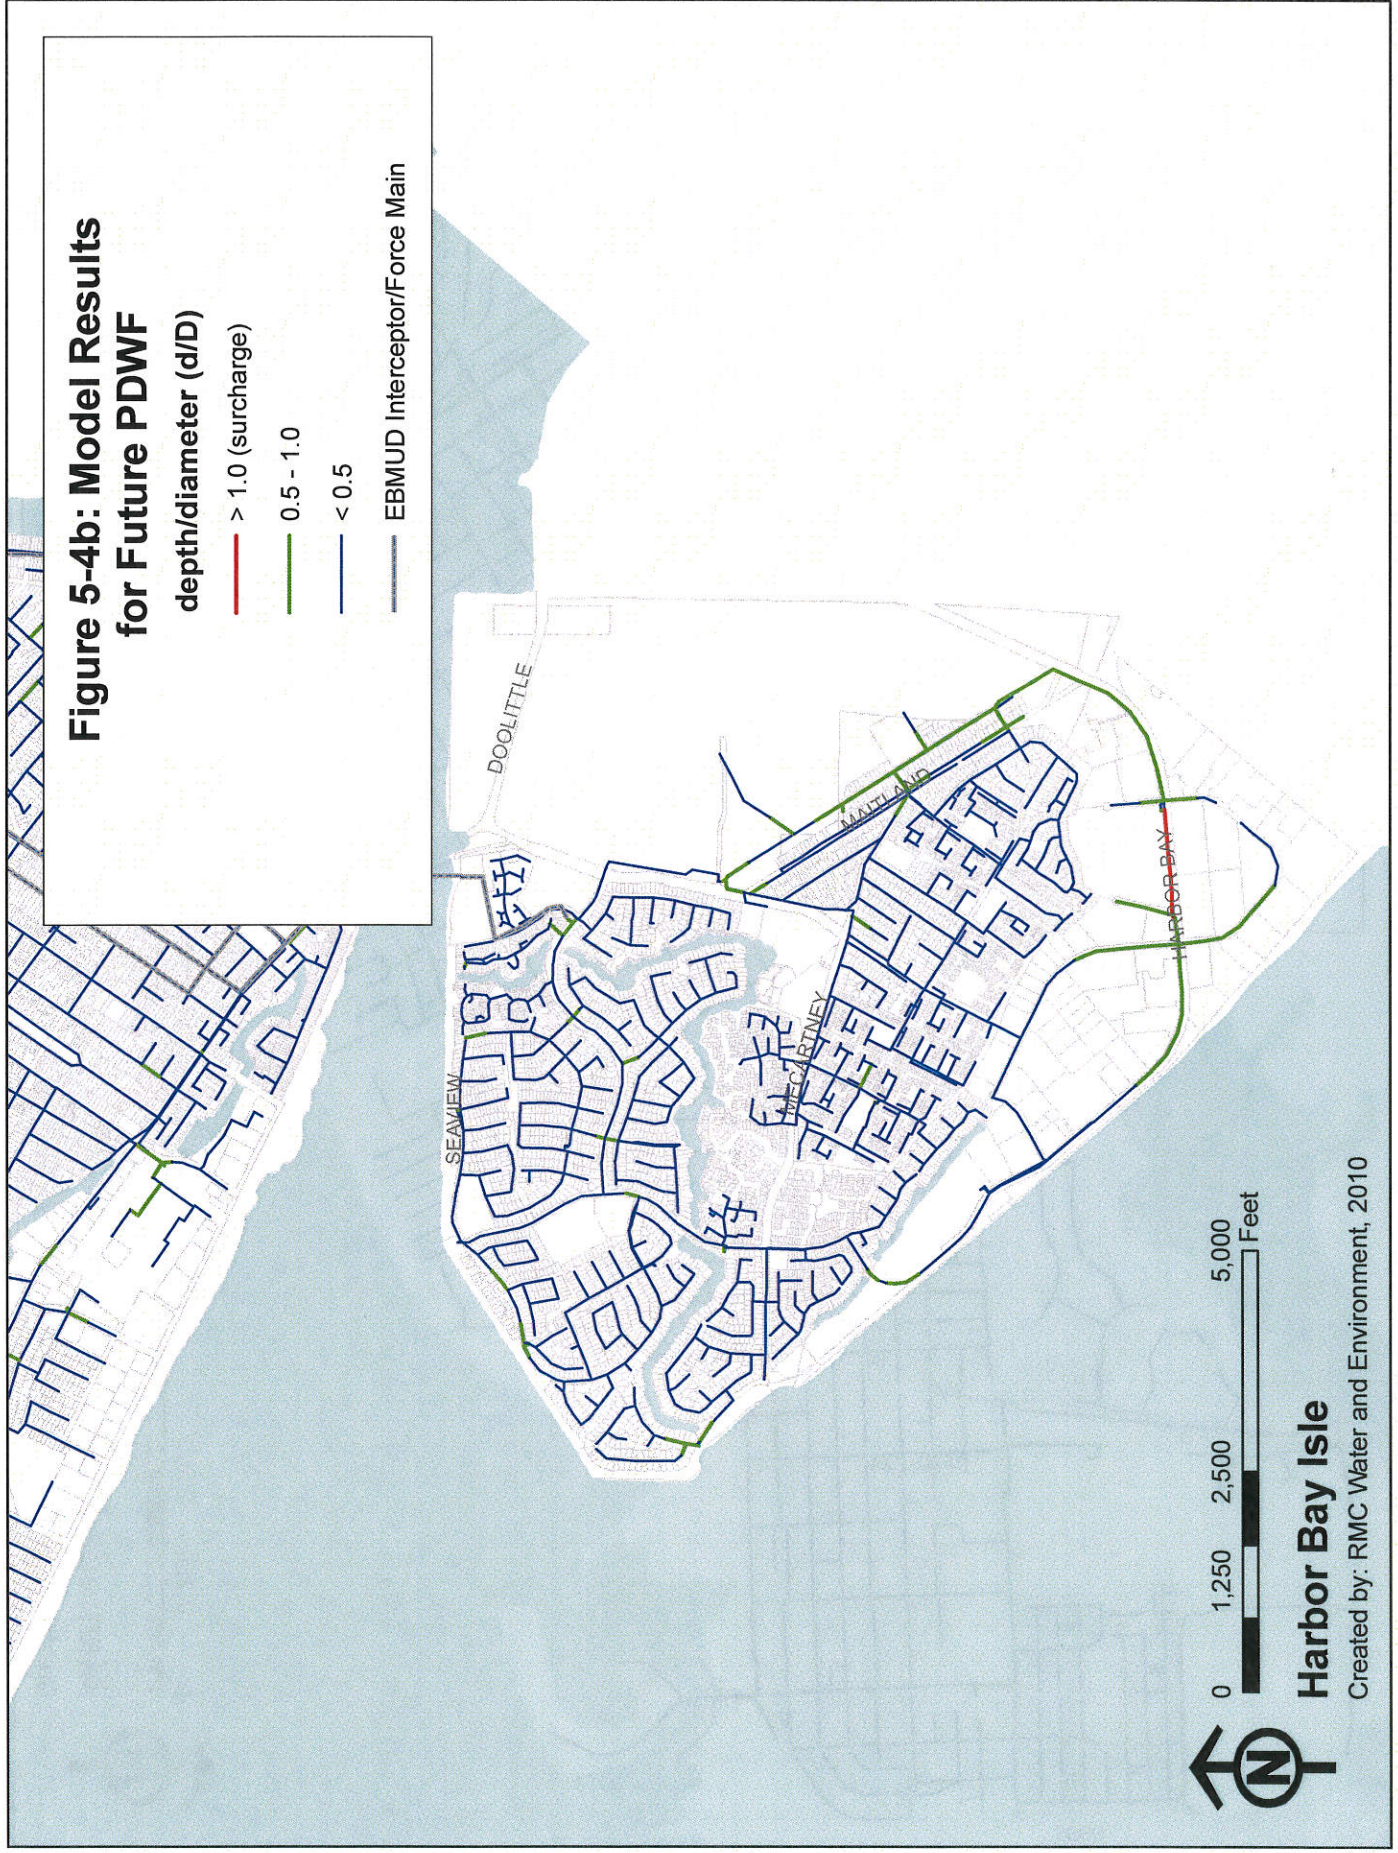 Figure 5-4b: Model Results
for Future PDWF
depth/diameter (d/D)
> 1.0 (surcharge)
0.5 - 1.0
< 0.5
EBMUD Interceptor/Force Main
DOOLITTLE
SEAVIEW
MAITLAND
MECARTNEY
HARBOR BAY
0 1,250 2,500 5,000
Feet
N
Harbor Bay Isle
Created by: RMC Water and Environment, 2010